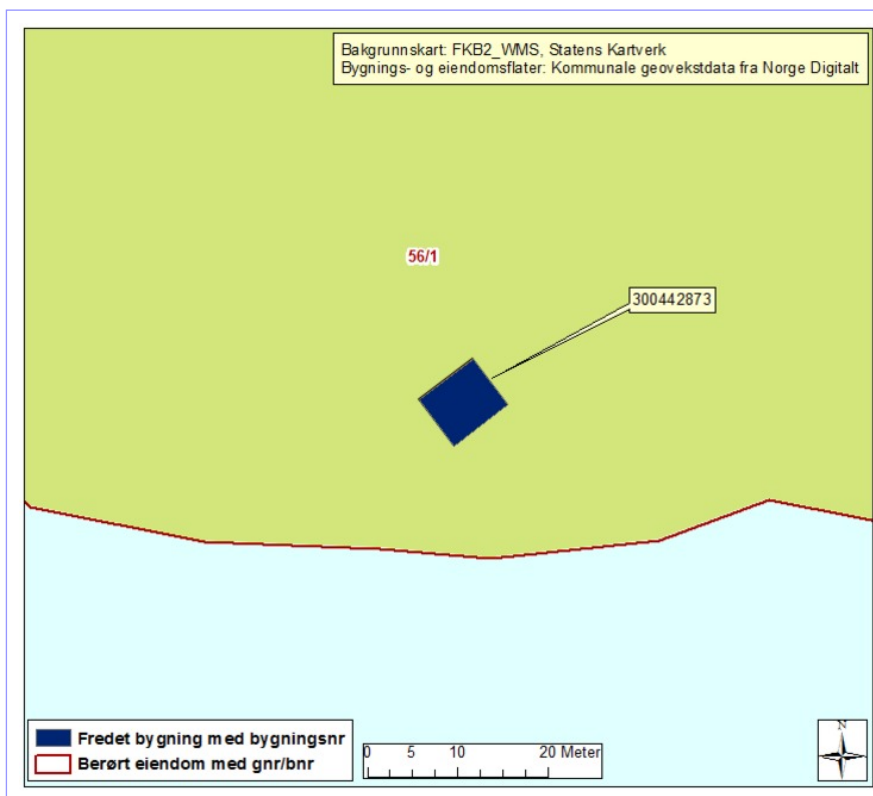 Bakgrunnskart: FKB2_WMS, Statens Kartverk
Bygnings- og eiendomsflater: Kommunale geovekstdata fra Norge Digitalt
56/1
300442873
Fredet bygning med bygningsnr
Berørt eiendom med gnr/bnr
0 5 10 20 Meter
N